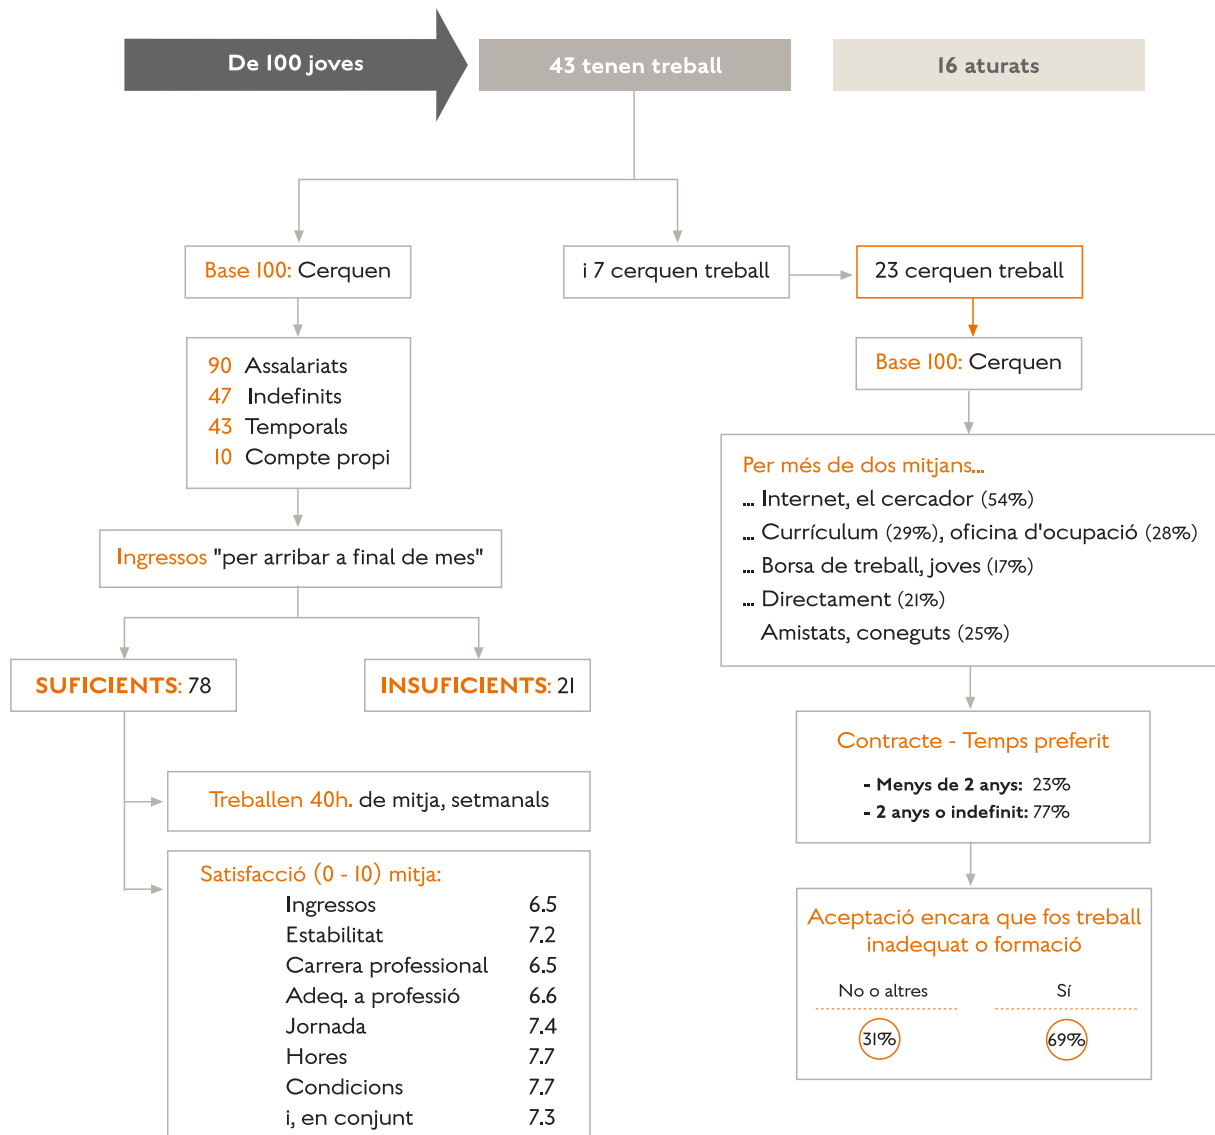 De 100 joves
43 tenen treball
16 aturats
Base 100: Cerquen
i 7 cerquen treball
23 cerquen treball
90 Assalariats
47 Indefinits
43 Temporals
10 Compte propi
Base 100: Cerquen
Ingressos "per arribar a final de mes"
SUFICIENTS: 78
INSUFICIENTS: 21
Treballen 40h. de mitja, setmanals
Satisfacció (0 - 10) mitja:
Ingressos 6.5
Estabilitat 7.2
Carrera professional 6.5
Adeq. a professió 6.6
Jornada 7.4
Hores 7.7
Condicions 7.7
i, en conjunt 7.3
Per més de dos mitjans...
... Internet, el cercador (54%)
... Currículum (29%), oficina d'ocupació (28%)
... Borsa de treball, joves (17%)
... Directament (21%)
Amistats, coneguts (25%)
Contracte - Temps preferit
- Menys de 2 anys: 23%
- 2 anys o indefinit: 77%
Aceptació encara que fos treball
inadequat o formació
No o altres Sí
31% 69%